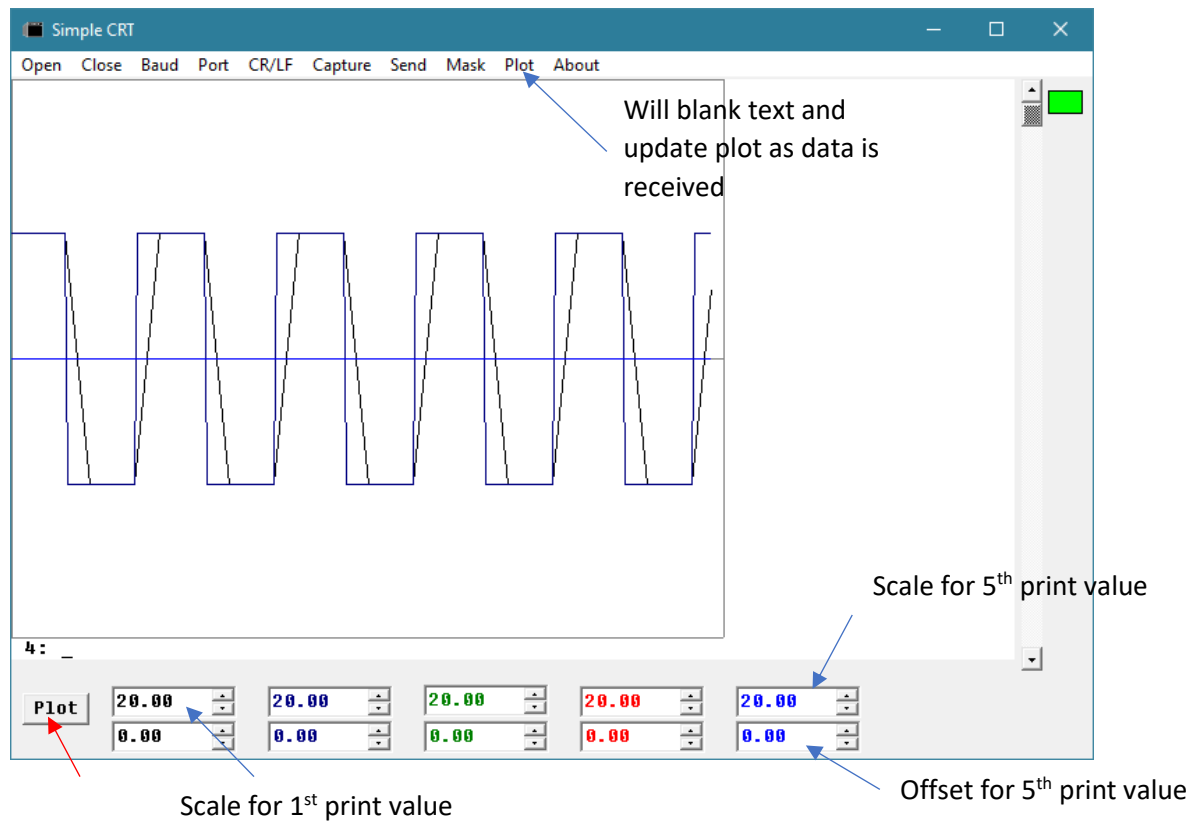 Simple CRT
Open Close Baud Port CR/LF Capture Send Mask Plot About
Will blank text and
update plot as data is
received
Scale for 5th print value
4: _
Plot 20.00 20.00 20.00 20.00 20.00
0.00 0.00 0.00 0.00 0.00
Offset for 5th print value
Scale for 1st print value